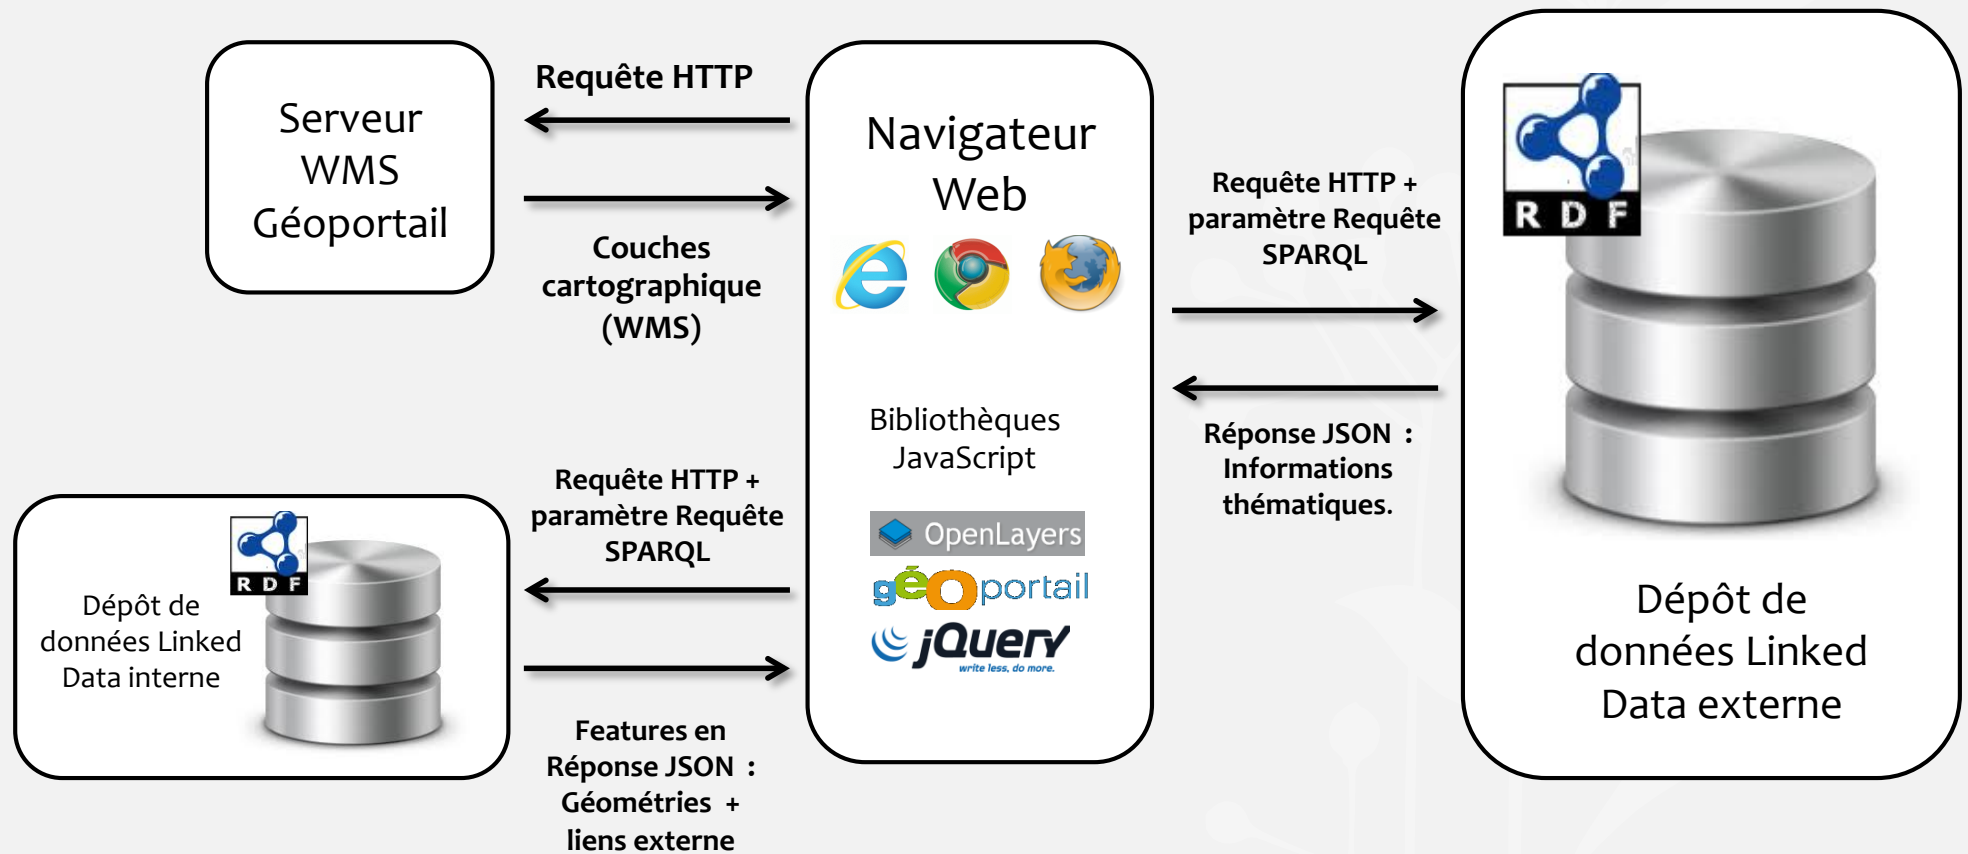 Serveur
WMS
Géoportail
Requête HTTP
Couches
cartographique
(WMS)
Navigateur
Web
Bibliothèques
JavaScript
OpenLayers
géoportail
jQuery
write less, do more.
Requête HTTP +
paramètre Requête
SPARQL
Réponse JSON :
Informations
thématiques.
RDF
Dépôt de
données Linked
Data externe
Dépôt de
données Linked
Data interne
RDF
Requête HTTP +
paramètre Requête
SPARQL
Features en
Réponse JSON :
Géométries +
liens externe